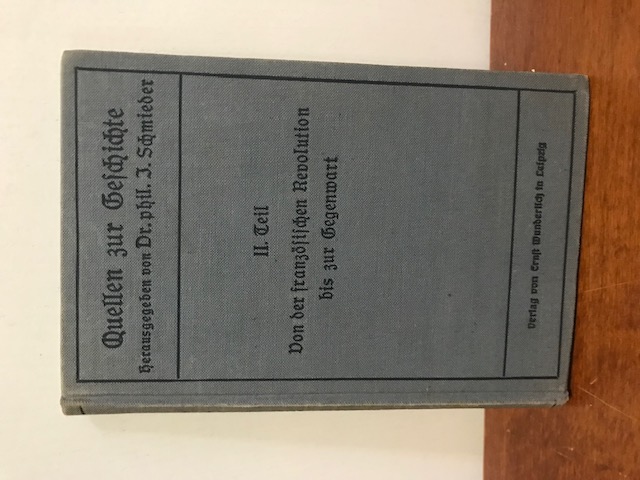 Quellen zur Geschichte
Herausgegeben von Dr. phil. J. Schmieder
II. Teil
Von der französischen Revolution
bis zur Gegenwart
Verlag von Ernst Wunderlich in Leipzig